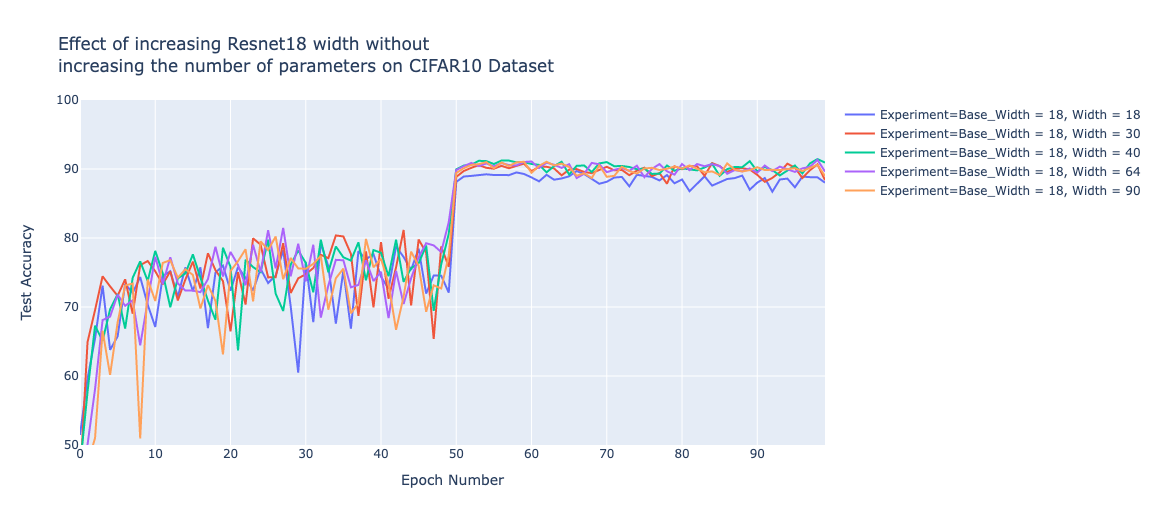 Effect of increasing Resnet18 width without
increasing the number of parameters on CIFAR10 Dataset
Test Accuracy
100
90
80
70
60
50
0 10 20 30 40 50 60 70 80 90
Epoch Number
Experiment=Base_Width = 18, Width = 18
Experiment=Base_Width = 18, Width = 30
Experiment=Base_Width = 18, Width = 40
Experiment=Base_Width = 18, Width = 64
Experiment=Base_Width = 18, Width = 90